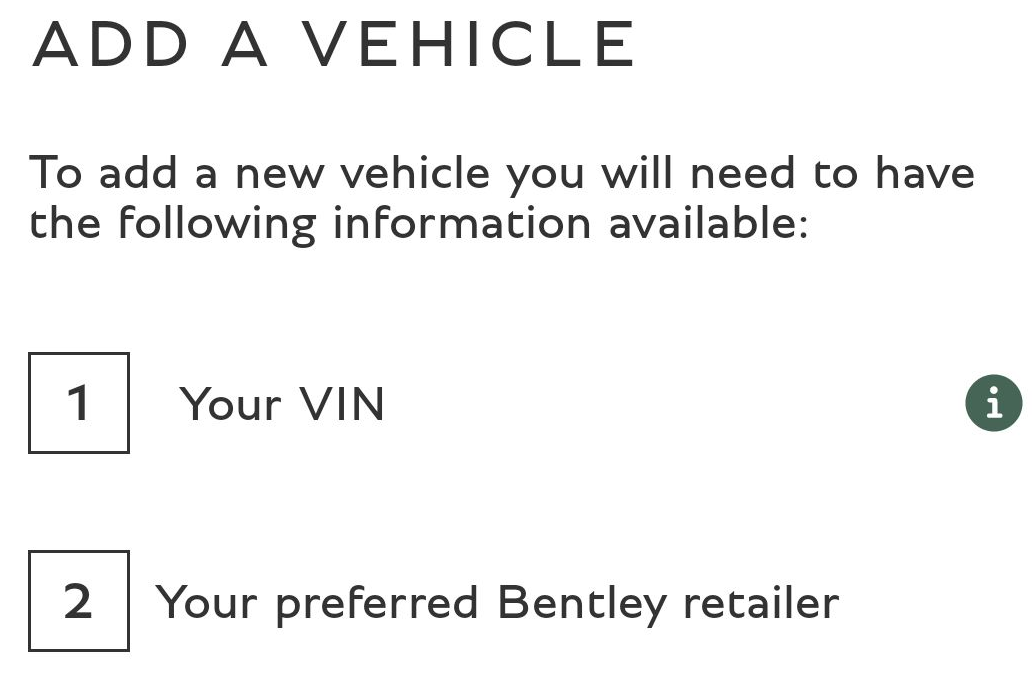 ADD A VEHICLE
To add a new vehicle you will need to have
the following information available:
1 Your VIN i
2 Your preferred Bentley retailer